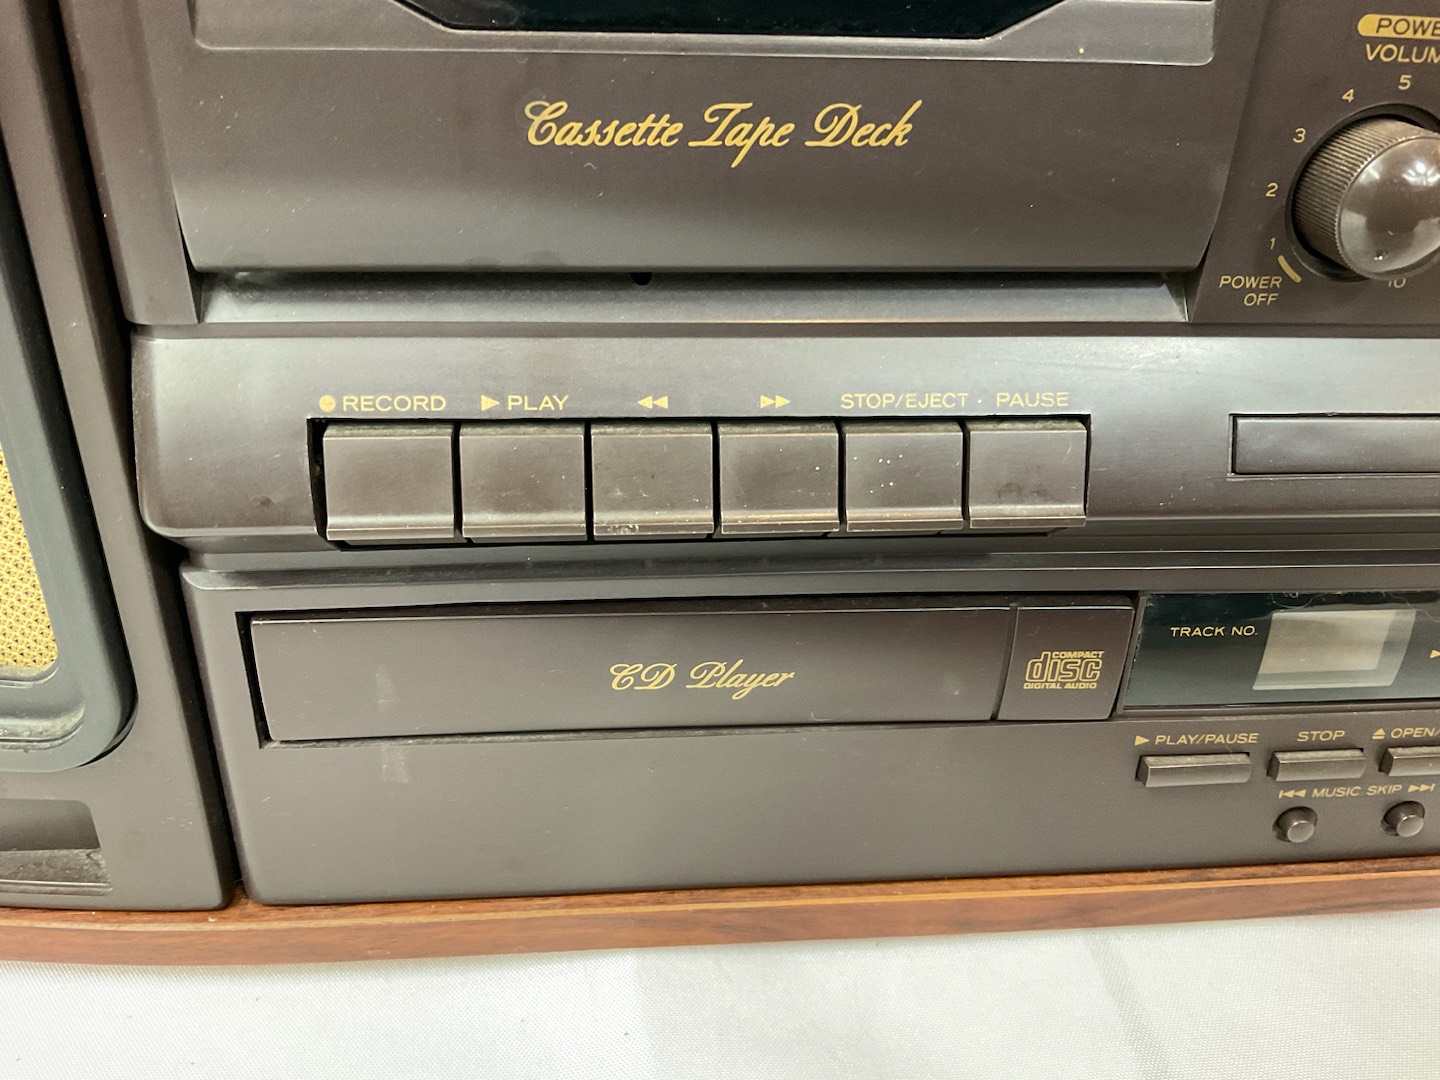 POWE
VOLUM
5
4
3
2
1
POWER
OFF
10
Cassette Tape Deck
● RECORD ▶ PLAY ◀◀ ▶▶ STOP/EJECT · PAUSE
CD Player
COMPACT
disc
DIGITAL AUDIO
TRACK NO.
▶ PLAY/PAUSE STOP ⏏ OPEN/
⏮ MUSIC SKIP ⏭